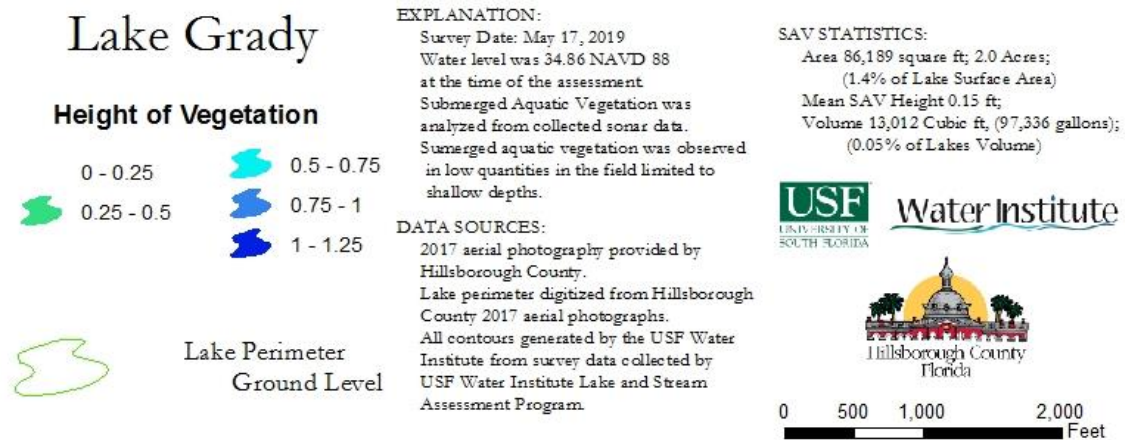 Lake Grady
Height of Vegetation
0 - 0.25
0.25 - 0.5
0.5 - 0.75
0.75 - 1
1 - 1.25
Lake Perimeter
Ground Level
EXPLANATION:
Survey Date: May 17, 2019
Water level was 34.86 NAVD 88
at the time of the assessment.
Submerged Aquatic Vegetation was
analyzed from collected sonar data.
Sumerged aquatic vegetation was observed
in low quantities in the field limited to
shallow depths.
DATA SOURCES:
2017 aerial photography provided by
Hillsborough County.
Lake perimeter digitized from Hillsborough
County 2017 aerial photographs.
All contours generated by the USF Water
Institute from survey data collected by
USF Water Institute Lake and Stream
Assessment Program.
SAV STATISTICS:
Area 86,189 square ft; 2.0 Acres;
(1.4% of Lake Surface Area)
Mean SAV Height 0.15 ft;
Volume 13,012 Cubic ft, (97,336 gallons);
(0.05% of Lakes Volume)
USF
UNIVERSITY OF
SOUTH FLORIDA
Water Institute
Hillsborough County
Florida
0 500 1,000 2,000
Feet